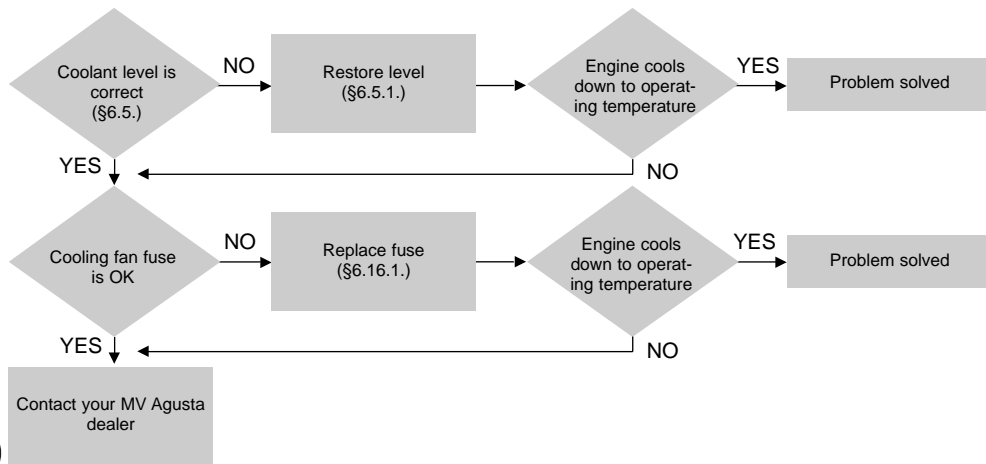 Coolant level is
correct
(§6.5.)
NO
Restore level
(§6.5.1.)
Engine cools
down to operat-
ing temperature
YES
Problem solved
YES
NO
Cooling fan fuse
is OK
NO
Replace fuse
(§6.16.1.)
Engine cools
down to operat-
ing temperature
YES
Problem solved
YES
NO
Contact your MV Agusta
dealer
)